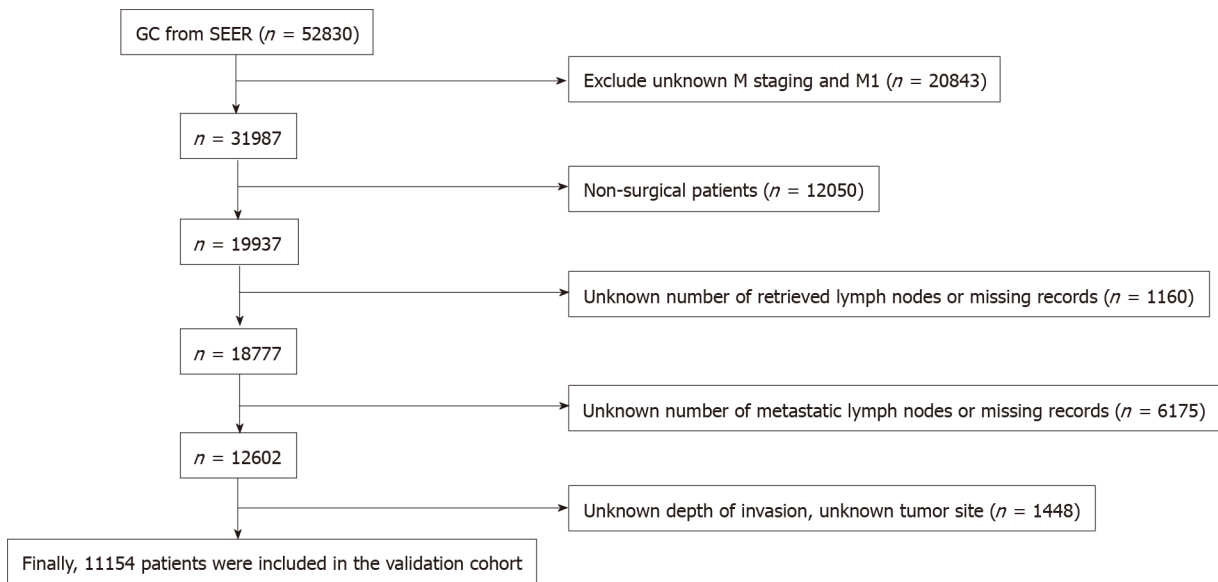 GC from SEER (n = 52830)
Exclude unknown M staging and M1 (n = 20843)
n = 31987
Non-surgical patients (n = 12050)
n = 19937
Unknown number of retrieved lymph nodes or missing records (n = 1160)
n = 18777
Unknown number of metastatic lymph nodes or missing records (n = 6175)
n = 12602
Unknown depth of invasion, unknown tumor site (n = 1448)
Finally, 11154 patients were included in the validation cohort